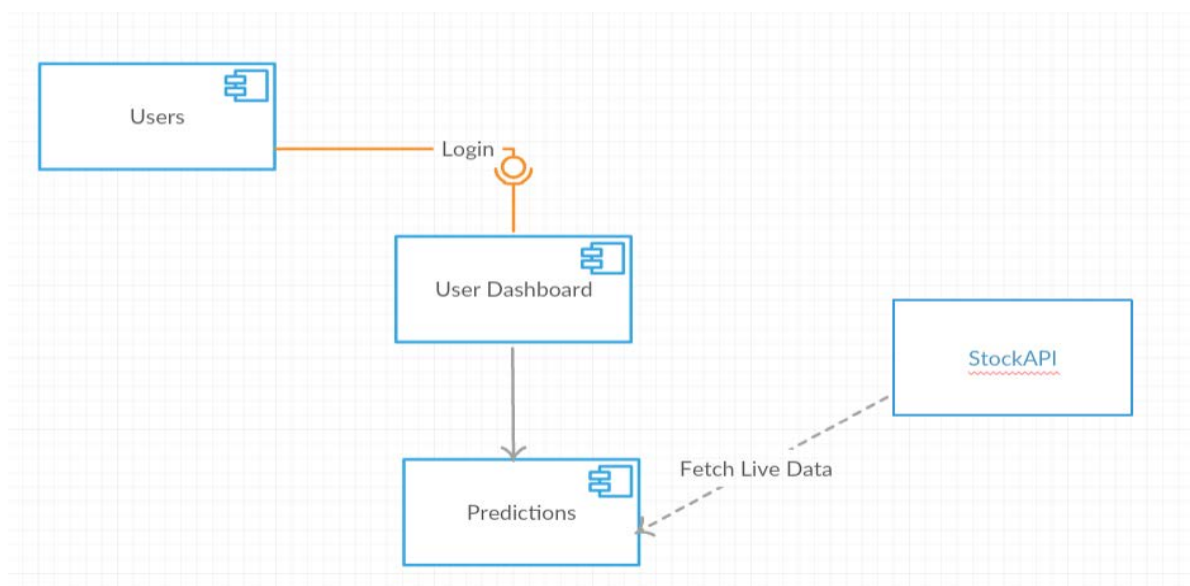 Users
Login
User Dashboard
StockAPI
Fetch Live Data
Predictions